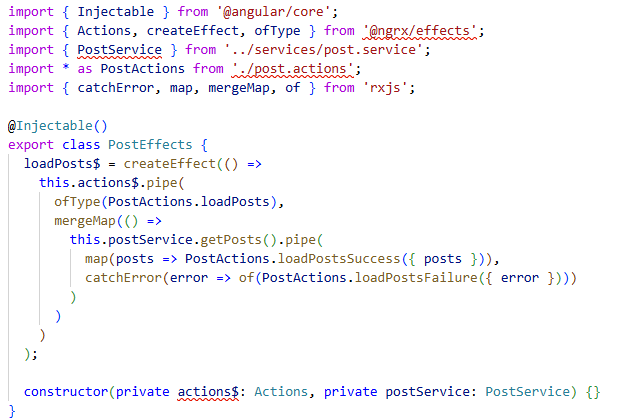 import { Injectable } from '@angular/core';
import { Actions, createEffect, ofType } from '@ngrx/effects';
import { PostService } from '../services/post.service';
import * as PostActions from './post.actions';
import { catchError, map, mergeMap, of } from 'rxjs';

@Injectable()
export class PostEffects {
  loadPosts$ = createEffect(() =>
    this.actions$.pipe(
      ofType(PostActions.loadPosts),
      mergeMap(() =>
        this.postService.getPosts().pipe(
          map(posts => PostActions.loadPostsSuccess({ posts })),
          catchError(error => of(PostActions.loadPostsFailure({ error })))
        )
      )
    )
  );

  constructor(private actions$: Actions, private postService: PostService) {}
}